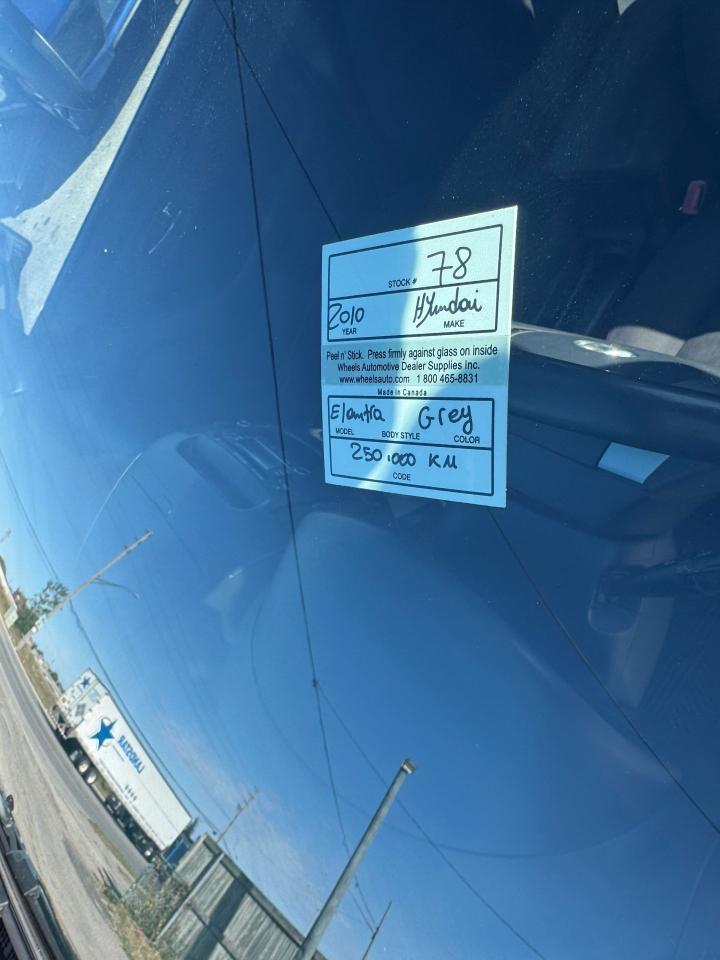 STOCK # 78
2010 Hyundai
YEAR MAKE
Peel n' Stick. Press firmly against glass on inside
Wheels Automotive Dealer Supplies Inc.
www.wheelsauto.com 1 800 465-8831
Made in Canada
Elantra Grey
MODEL BODY STYLE COLOR
250.000 KM
CODE
LANDSTAR